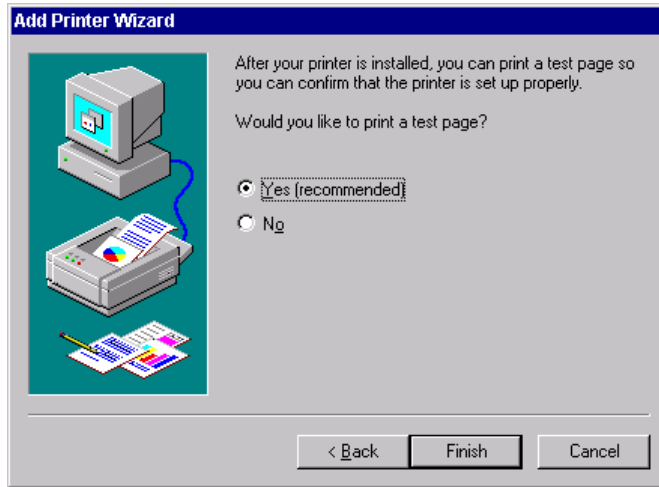 Add Printer Wizard
After your printer is installed, you can print a test page so
you can confirm that the printer is set up properly.
Would you like to print a test page?
Yes (recommended)
No
< Back
Finish
Cancel